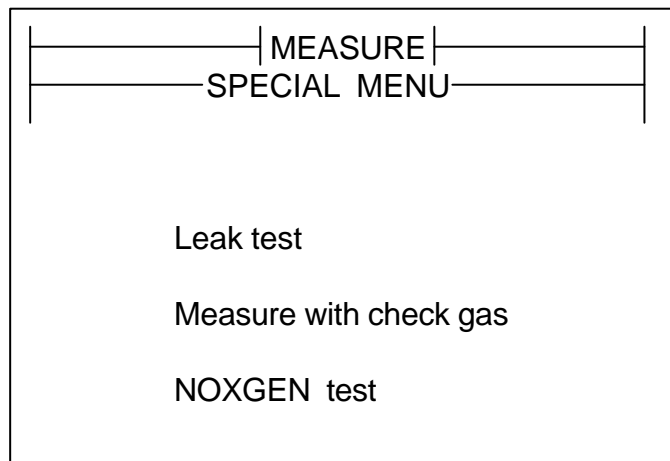 MEASURE
SPECIAL MENU
Leak test
Measure with check gas
NOXGEN test